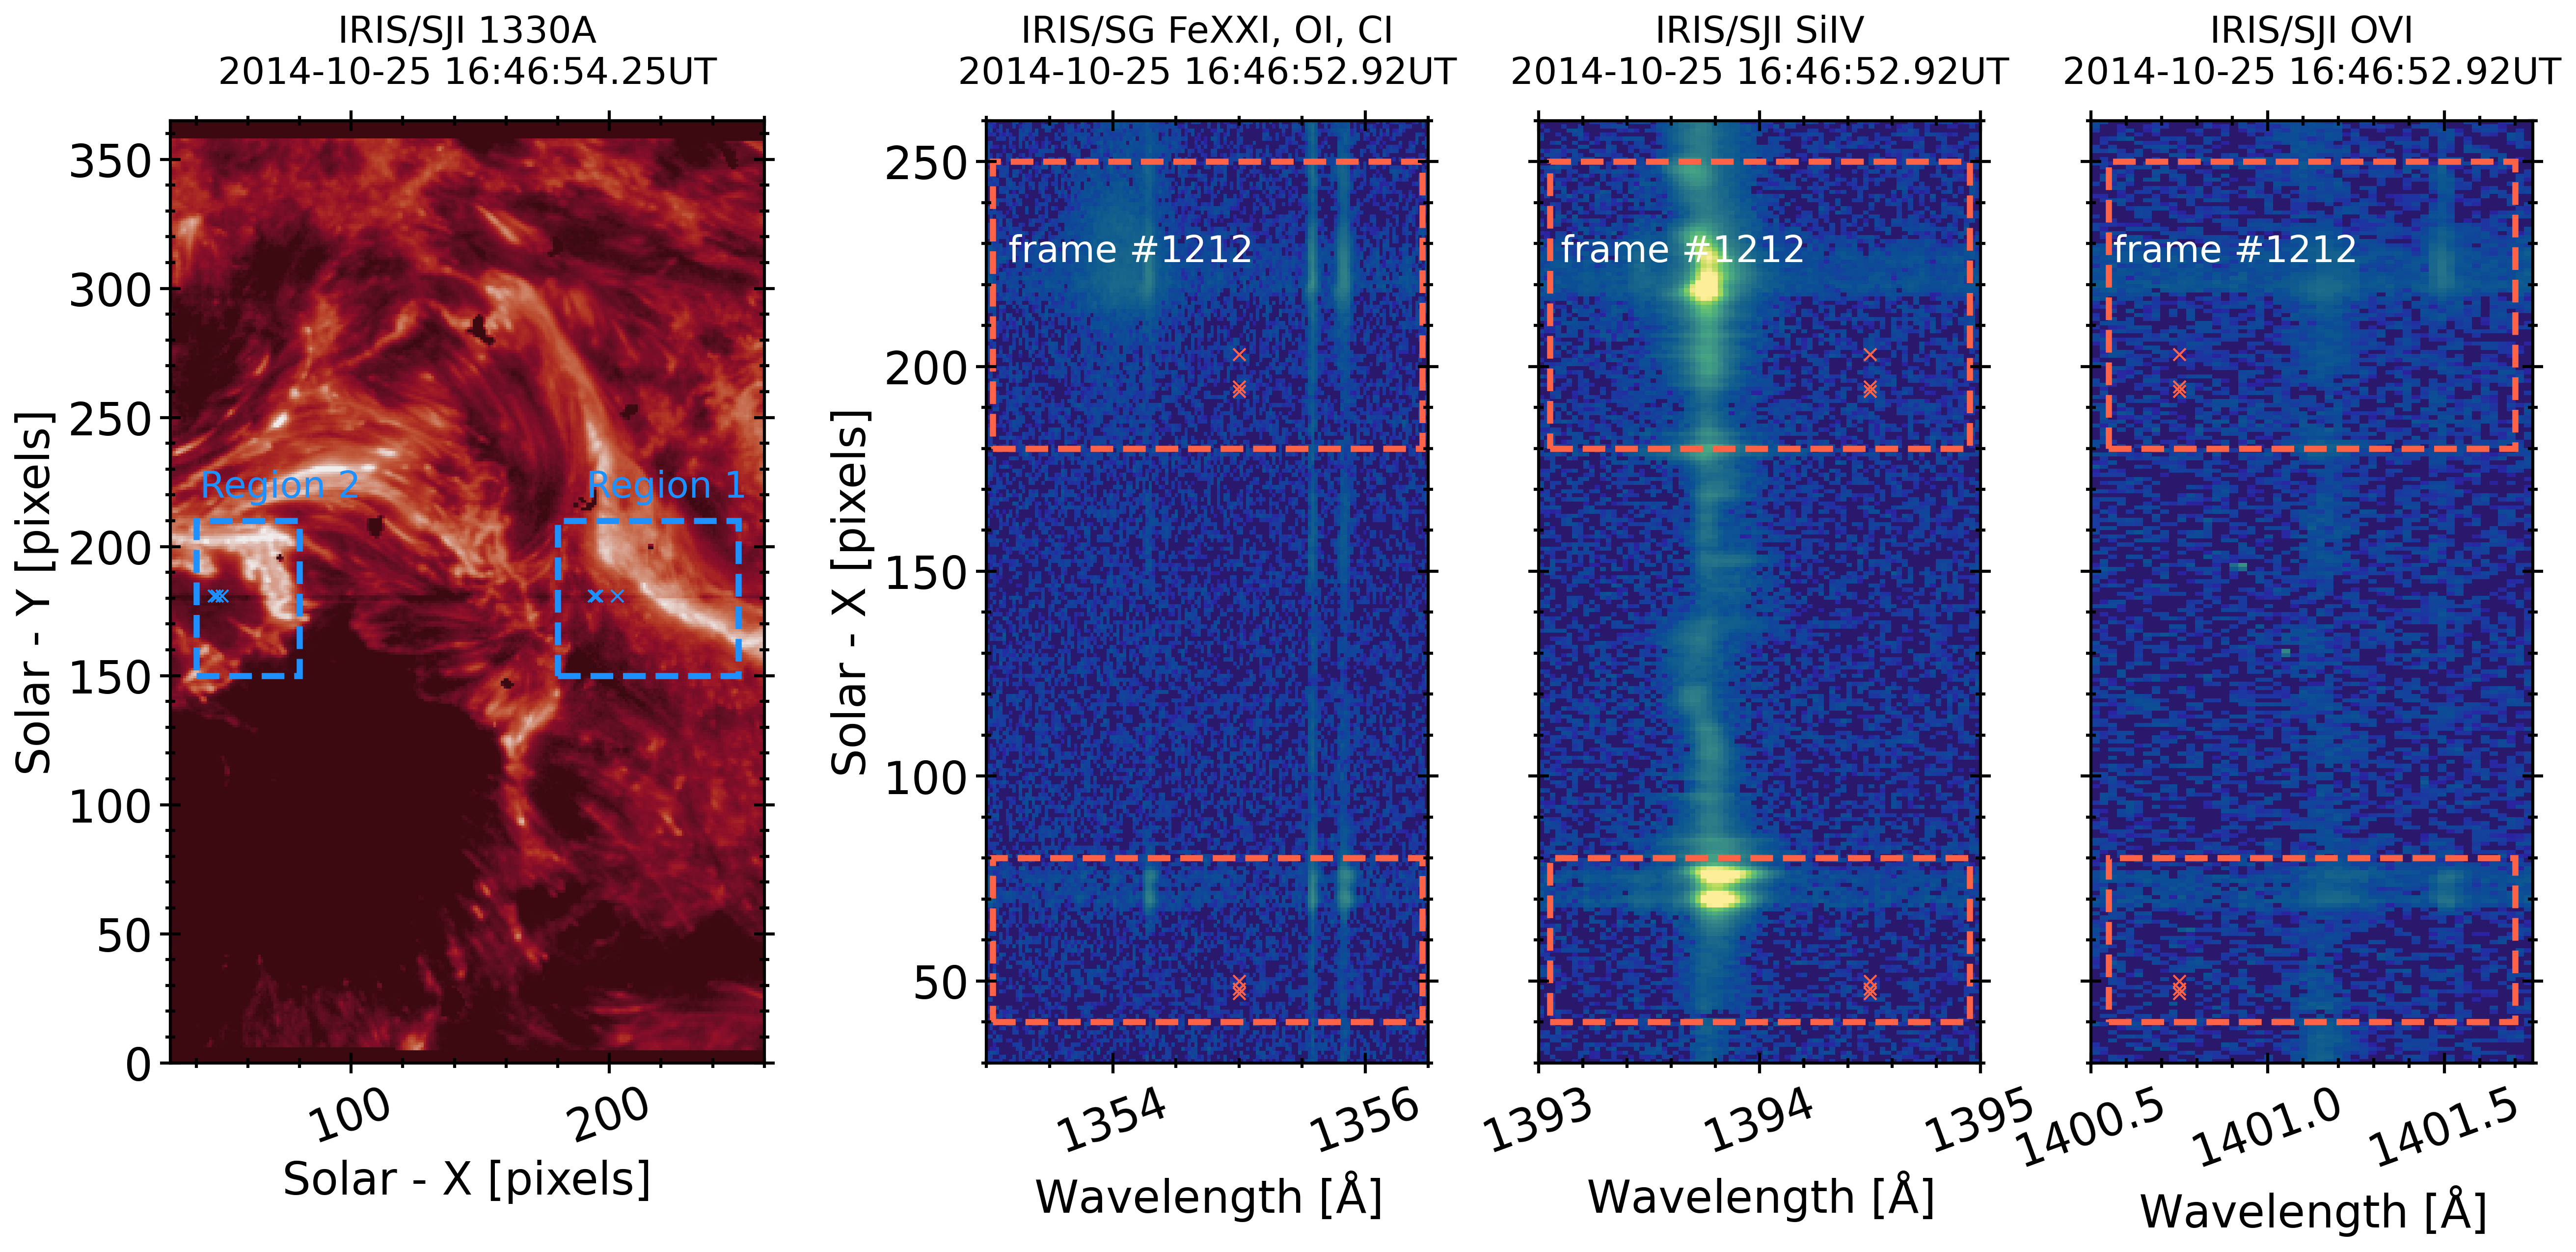 IRIS/SJI 1330A
2014-10-25 16:46:54.25UT
IRIS/SG FeXXI, OI, CI
2014-10-25 16:46:52.92UT
IRIS/SJI SiIV
2014-10-25 16:46:52.92UT
IRIS/SJI OVI
2014-10-25 16:46:52.92UT
Solar - Y [pixels]
350
300
250
200
150
100
50
0
Region 2
Region 1
100
200
Solar - X [pixels]
Solar - X [pixels]
250
200
150
100
50
frame #1212
1354
1356
Wavelength [Å]
frame #1212
1393
1394
1395
Wavelength [Å]
frame #1212
1400.5
1401.0
1401.5
Wavelength [Å]